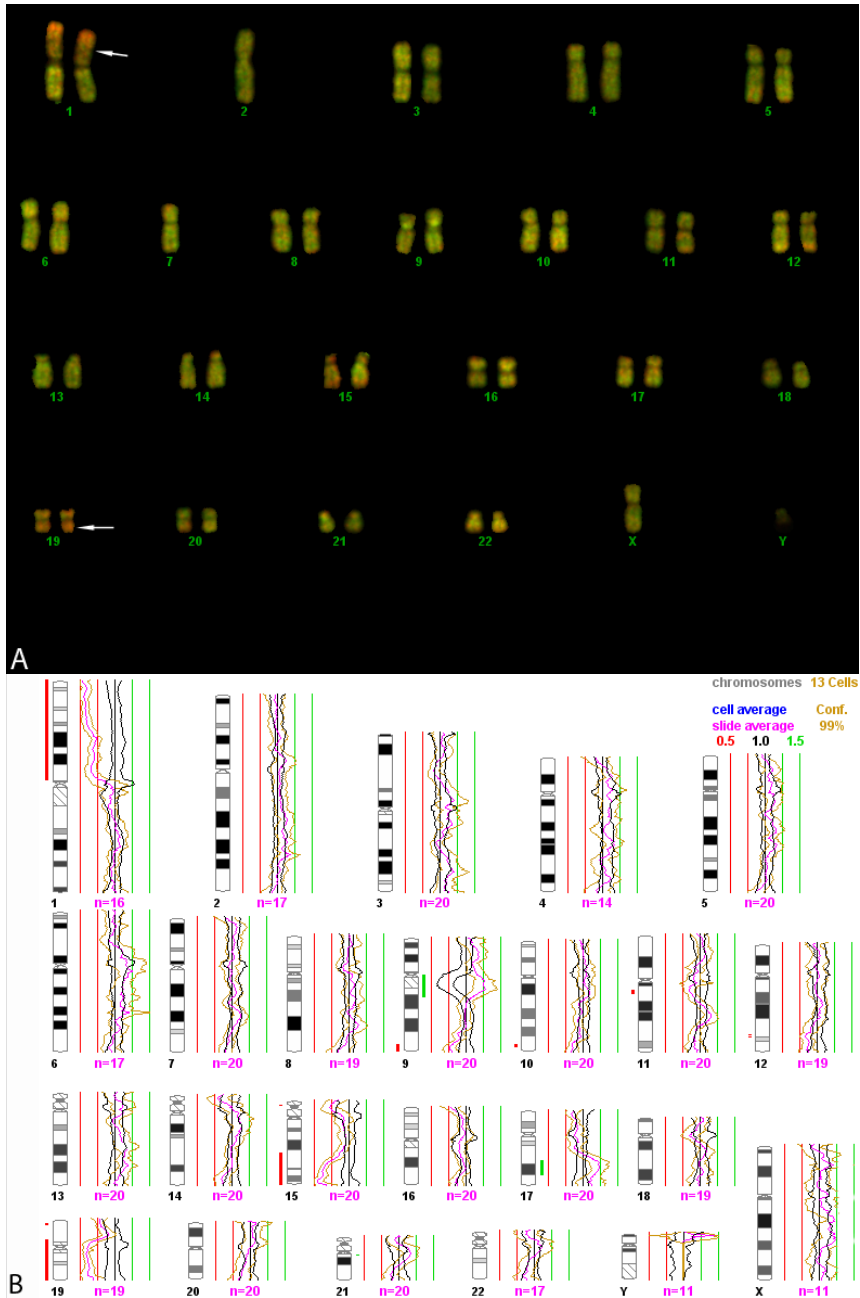 1 2 3 4 5
6 7 8 9 10 11 12
13 14 15 16 17 18
19 20 21 22 X Y
A
chromosomes 13 Cells
cell average Conf.
slide average 99%
0.5 1.0 1.5
1 n=16 2 n=17 3 n=20 4 n=14 5 n=20
6 n=17 7 n=20 8 n=19 9 n=20 10 n=20 11 n=20 12 n=19
13 n=20 14 n=20 15 n=20 16 n=20 17 n=20 18 n=19
19 n=19 20 n=20 21 n=20 22 n=17 Y n=11 X n=11
B